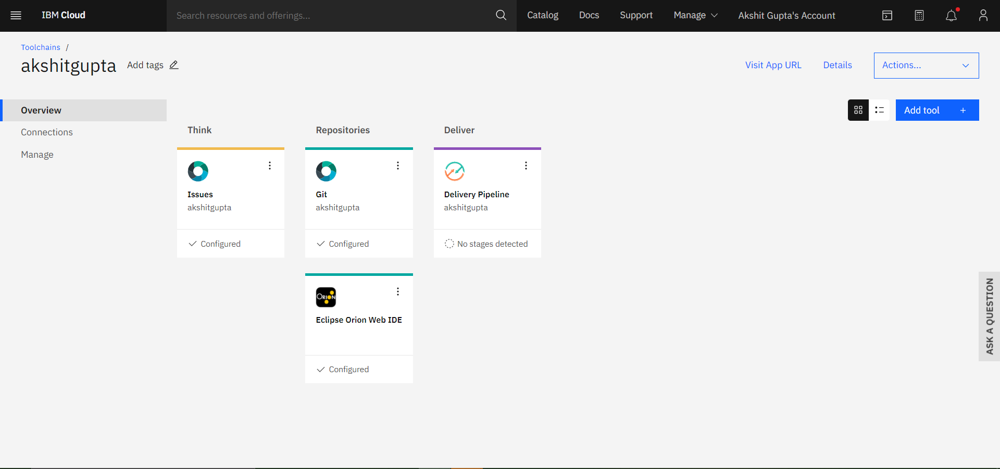 IBM Cloud
Search resources and offerings...
Catalog
Docs
Support
Manage
Akshit Gupta's Account
Toolchains /
akshitgupta
Add tags
Visit App URL
Details
Actions...
Overview
Connections
Manage
Add tool +
Think
Repositories
Deliver
Issues
akshitgupta
Configured
Git
akshitgupta
Configured
Delivery Pipeline
akshitgupta
No stages detected
ORION
Eclipse Orion Web IDE
Configured
ASK A QUESTION